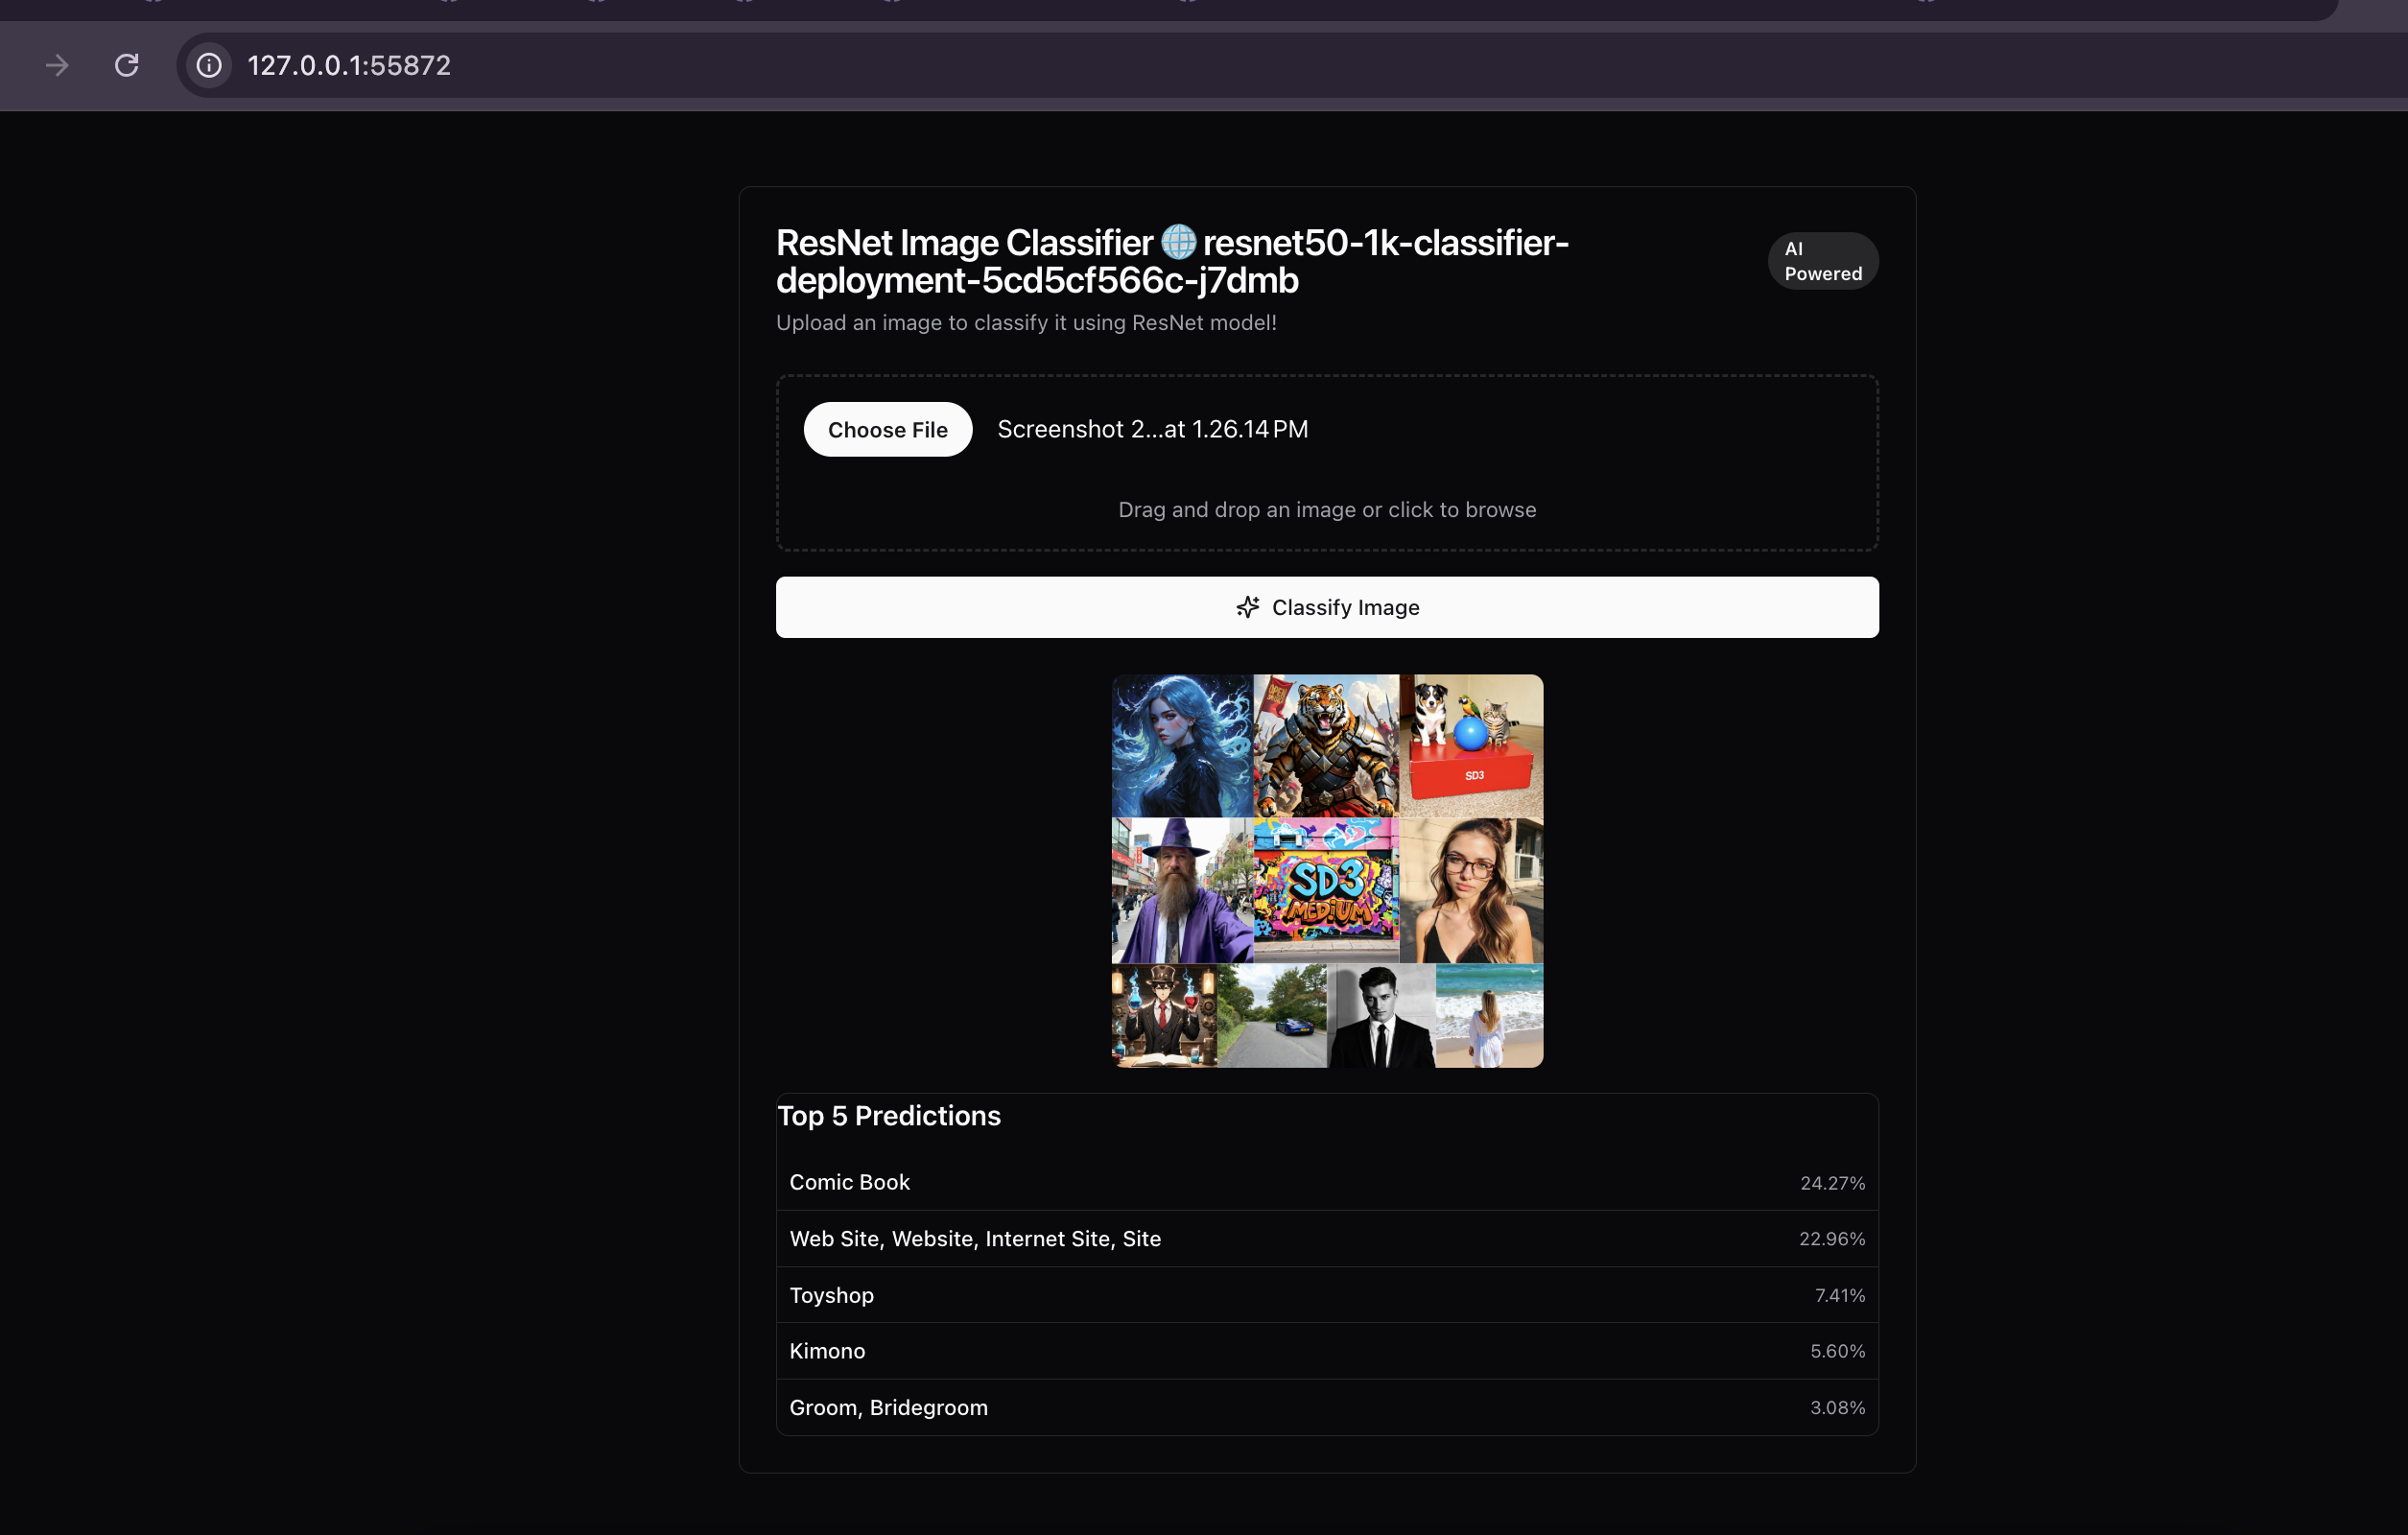 127.0.0.1:55872
ResNet Image Classifier 🌐 resnet50-1k-classifier-
deployment-5cd5cf566c-j7dmb
AI
Powered
Upload an image to classify it using ResNet model!
Choose File
Screenshot 2...at 1.26.14 PM
Drag and drop an image or click to browse
Classify Image
OPEN
SD3
SD3
MEDIUM
Top 5 Predictions
Comic Book
24.27%
Web Site, Website, Internet Site, Site
22.96%
Toyshop
7.41%
Kimono
5.60%
Groom, Bridegroom
3.08%